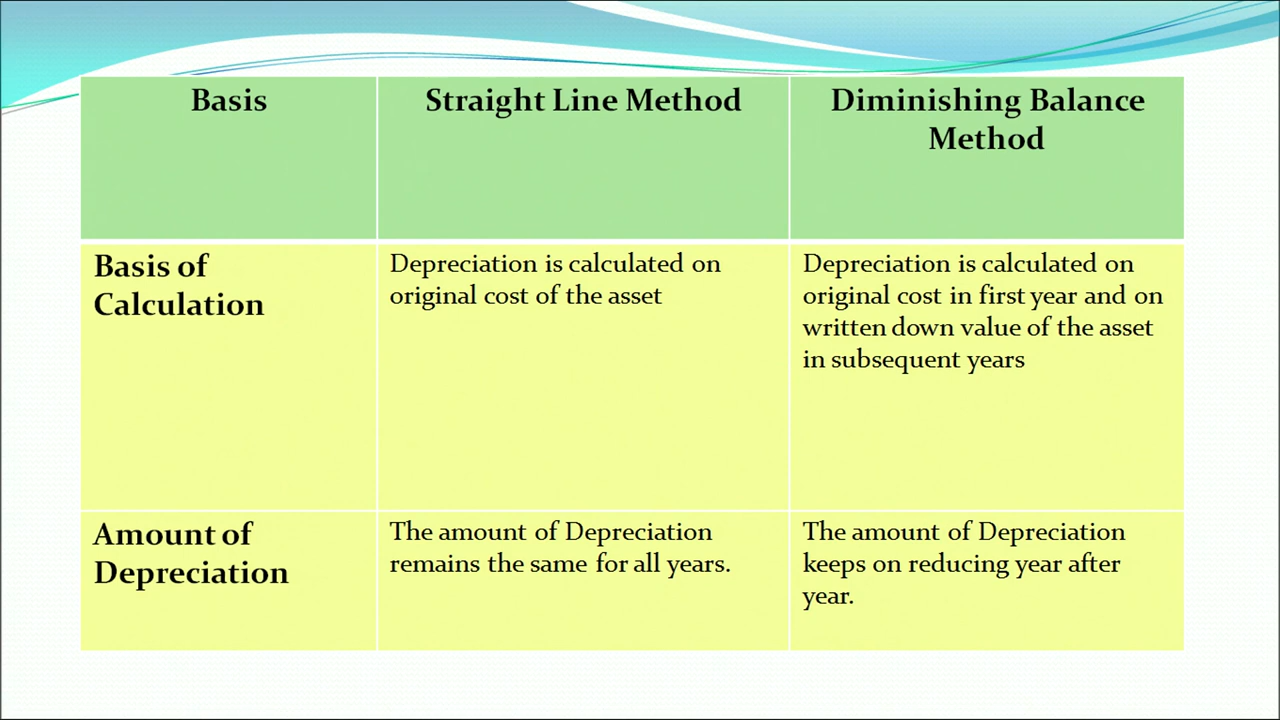 Basis
Straight Line Method
Diminishing Balance
Method
Basis of
Calculation
Depreciation is calculated on
original cost of the asset
Depreciation is calculated on
original cost in first year and on
written down value of the asset
in subsequent years
Amount of
Depreciation
The amount of Depreciation
remains the same for all years.
The amount of Depreciation
keeps on reducing year after
year.